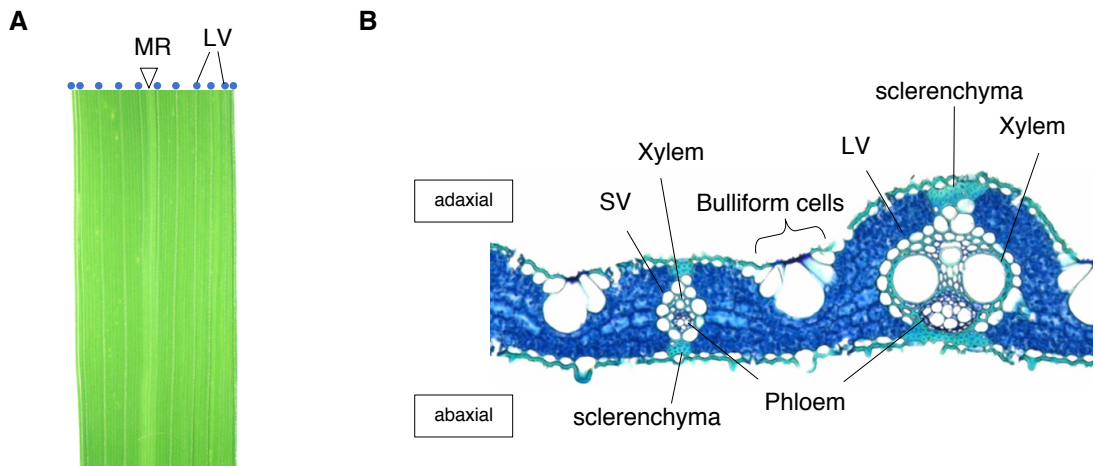 A
MR
LV
B
sclerenchyma
Xylem
LV
Xylem
SV
Bulliform cells
adaxial
abaxial
sclerenchyma
Phloem